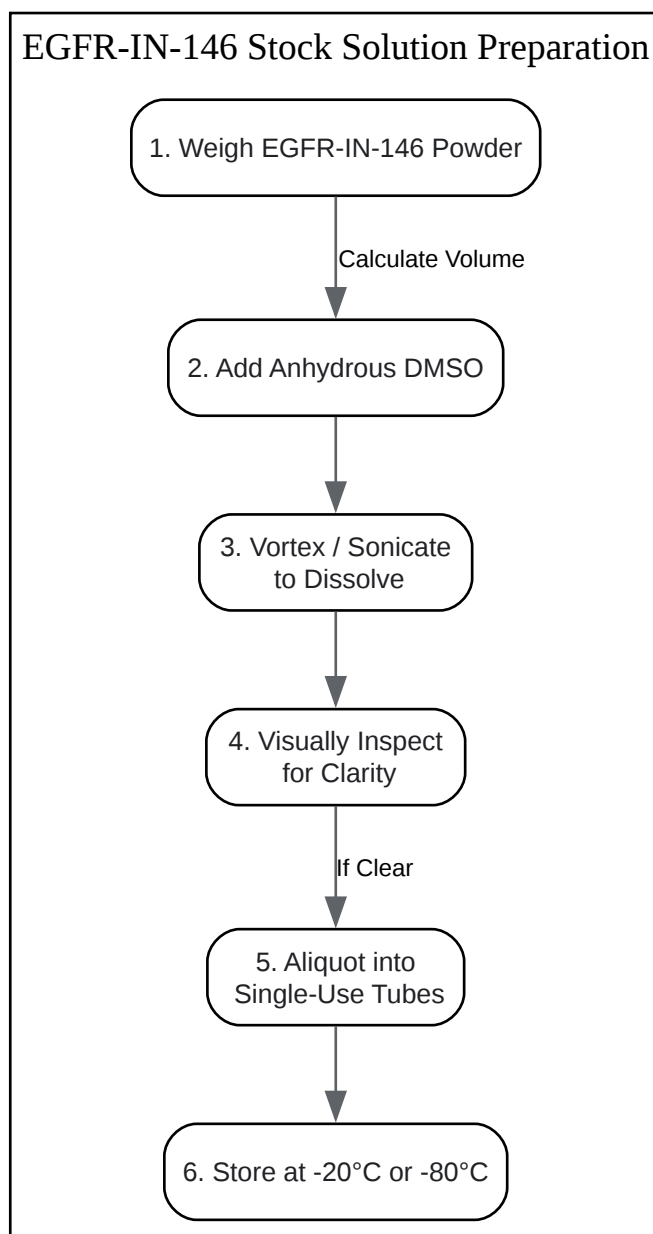 EGFR-IN-146 Stock Solution Preparation
1. Weigh EGFR-IN-146 Powder
Calculate Volume
2. Add Anhydrous DMSO
3. Vortex / Sonicate
to Dissolve
4. Visually Inspect
for Clarity
If Clear
5. Aliquot into
Single-Use Tubes
6. Store at -20°C or -80°C